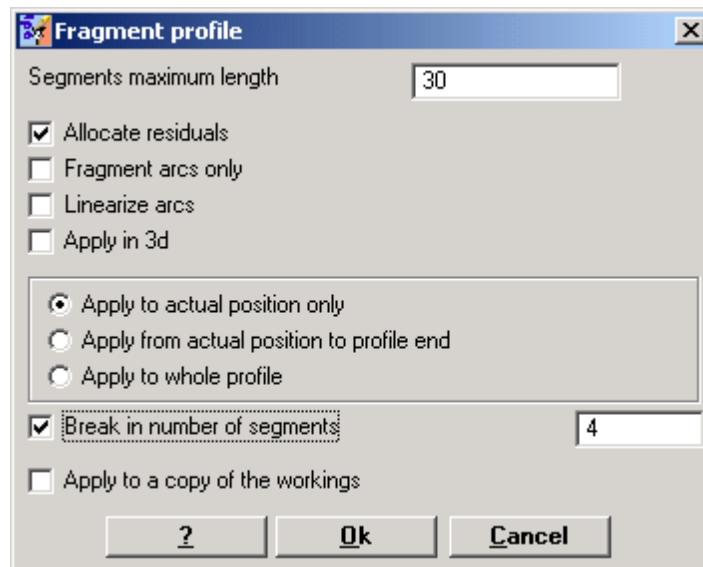 Fragment profile
Segments maximum length 30
Allocate residuals
Fragment arcs only
Linearize arcs
Apply in 3d
Apply to actual position only
Apply from actual position to profile end
Apply to whole profile
Break in number of segments 4
Apply to a copy of the workings
? Ok Cancel